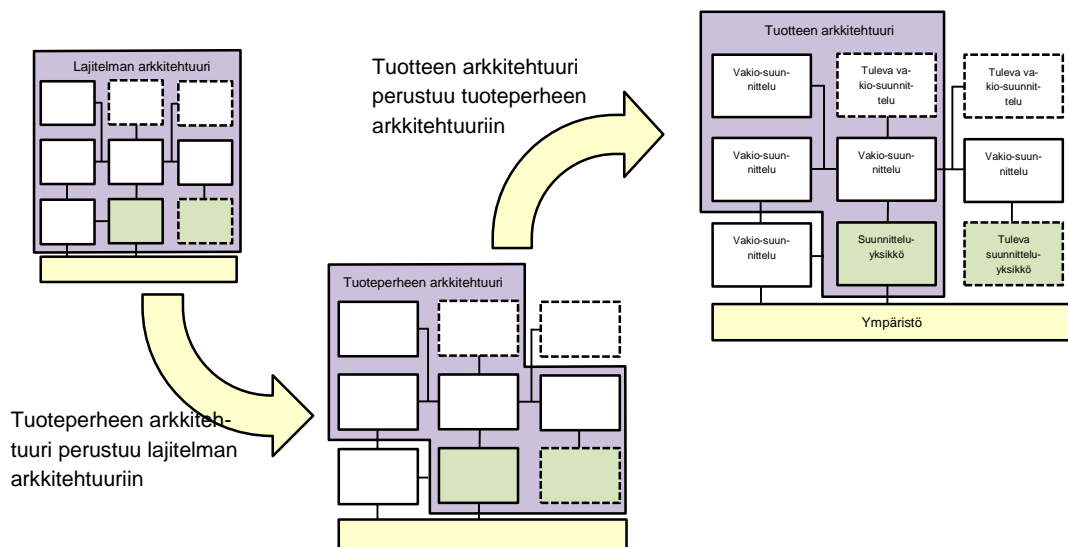 Lajitelman arkkitehtuuri
Tuoteperheen arkkiteh-
tuuri perustuu lajitelman
arkkitehtuuriin
Tuoteperheen arkkitehtuuri
Tuotteen arkkitehtuuri
perustuu tuoteperheen
arkkitehtuuriin
Tuotteen arkkitehtuuri
Vakio-suun-
nittelu
Tuleva va-
kio-suunnit-
telu
Tuleva va-
kio-suunnit-
telu
Vakio-suun-
nittelu
Vakio-suun-
nittelu
Vakio-suun-
nittelu
Vakio-suun-
nittelu
Suunnittelu-
yksikkö
Tuleva
suunnittelu-
yksikkö
Ympäristö